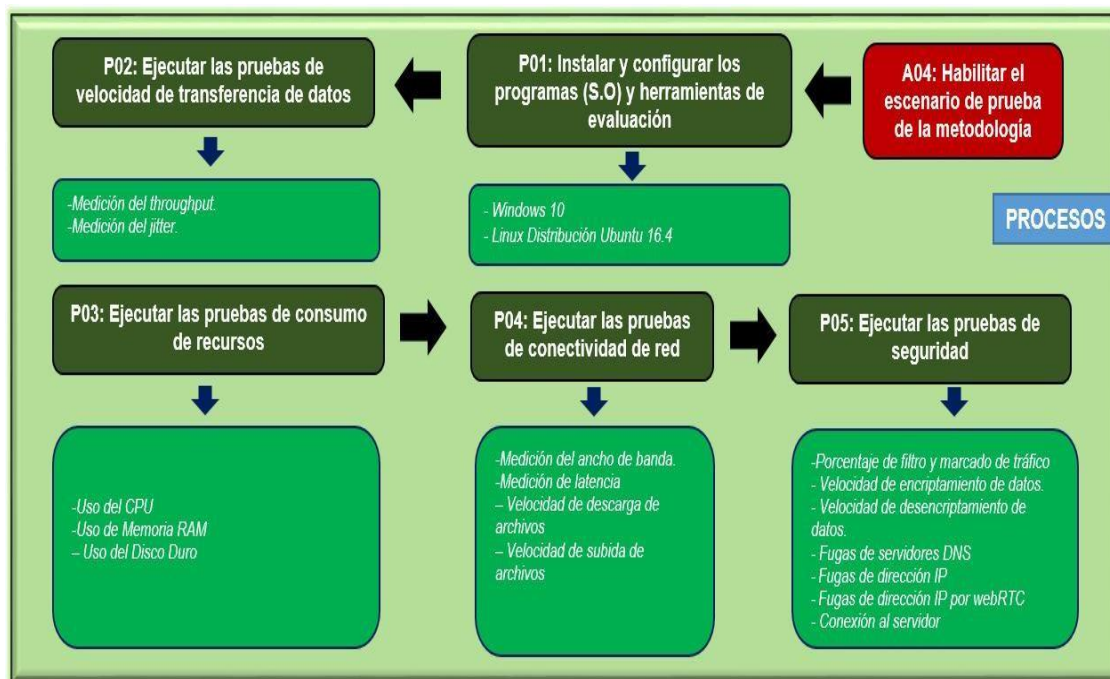 P02: Ejecutar las pruebas de
velocidad de transferencia de datos
P01: Instalar y configurar los
programas (S.O) y herramientas de
evaluación
A04: Habilitar el
escenario de prueba
de la metodología
-Medición del throughput.
-Medición del jitter.
- Windows 10
- Linux Distribución Ubuntu 16.4
PROCESOS
P03: Ejecutar las pruebas de consumo
de recursos
P04: Ejecutar las pruebas
de conectividad de red
P05: Ejecutar las pruebas de
seguridad
-Uso del CPU
-Uso de Memoria RAM
– Uso del Disco Duro
-Medición del ancho de banda.
-Medición de latencia
– Velocidad de descarga de
archivos
– Velocidad de subida de
archivos
-Porcentaje de filtro y marcado de tráfico
- Velocidad de encriptamiento de datos.
- Velocidad de desencriptamiento de
datos.
- Fugas de servidores DNS
- Fugas de dirección IP
- Fugas de dirección IP por webRTC
- Conexión al servidor